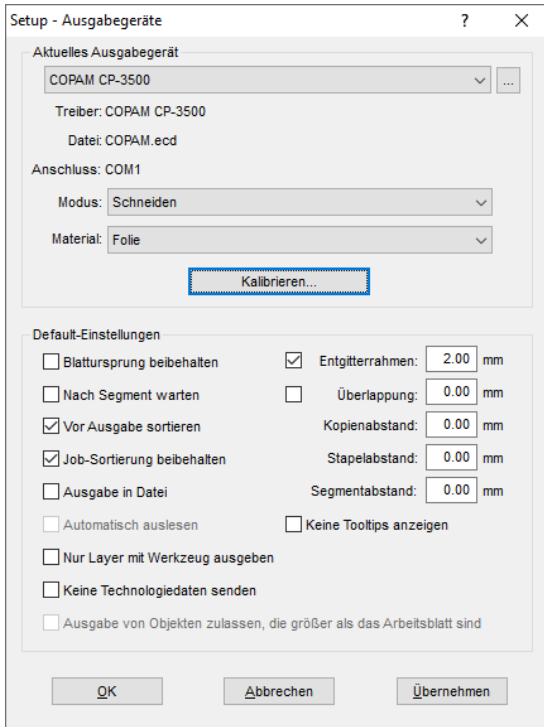 Setup - Ausgabegeräte ?
Aktuelles Ausgabegerät
COPAM CP-3500 ...
Treiber: COPAM CP-3500
Datei: COPAM.ecd
Anschluss: COM1
Modus: Schneiden
Material: Folie
Kalibrieren...
Default-Einstellungen
Blattursprung beibehalten Entgitterrahmen: 2.00 mm
Nach Segment warten Überlappung: 0.00 mm
Vor Ausgabe sortieren Kopienabstand: 0.00 mm
Job-Sortierung beibehalten Stapelabstand: 0.00 mm
Ausgabe in Datei Segmentabstand: 0.00 mm
Automatisch auslesen Keine Tooltips anzeigen
Nur Layer mit Werkzeug ausgeben
Keine Technologiedaten senden
Ausgabe von Objekten zulassen, die größer als das Arbeitsblatt sind
OK Abbrechen Übernehmen